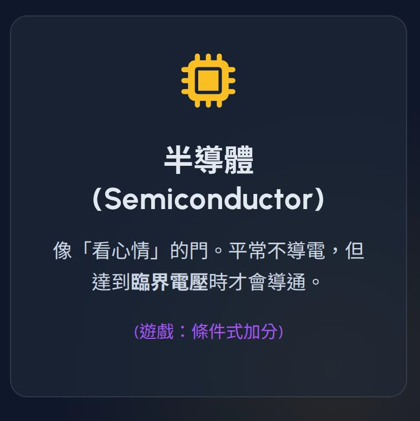 半導體
(Semiconductor)
像「看心情」的門。平常不導電，但
達到臨界電壓時才會導通。
(遊戲：條件式加分)